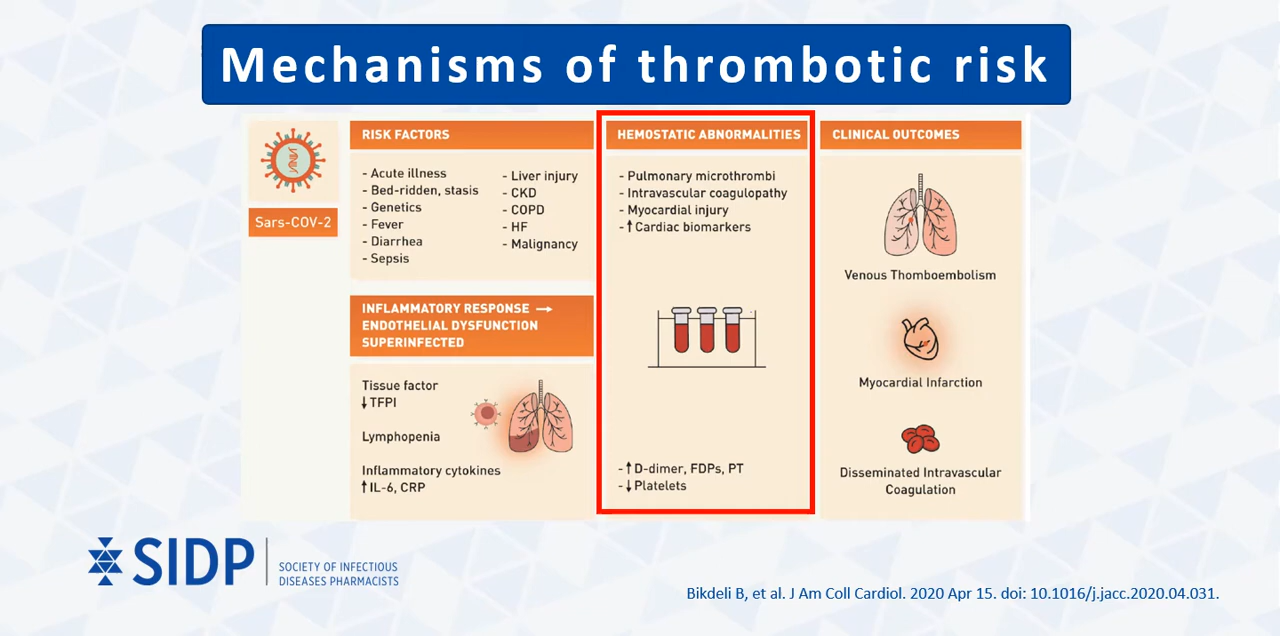 Mechanisms of thrombotic risk
Sars-COV-2
RISK FACTORS
- Acute illness
- Bed-ridden, stasis
- Genetics
- Fever
- Diarrhea
- Sepsis
- Liver injury
- CKD
- COPD
- HF
- Malignancy
INFLAMMATORY RESPONSE →
ENDOTHELIAL DYSFUNCTION
SUPERINFECTED
Tissue factor
↓TFPI
Lymphopenia
Inflammatory cytokines
↑IL-6, CRP
HEMOSTATIC ABNORMALITIES
- Pulmonary microthrombi
- Intravascular coagulopathy
- Myocardial injury
-↑Cardiac biomarkers
-↑D-dimer, FDPs, PT
-↓Platelets
CLINICAL OUTCOMES
Venous Thromboembolism
Myocardial Infarction
Disseminated Intravascular
Coagulation
SIDP
SOCIETY OF INFECTIOUS
DISEASES PHARMACISTS
Bikdeli B, et al. J Am Coll Cardiol. 2020 Apr 15. doi: 10.1016/j.jacc.2020.04.031.